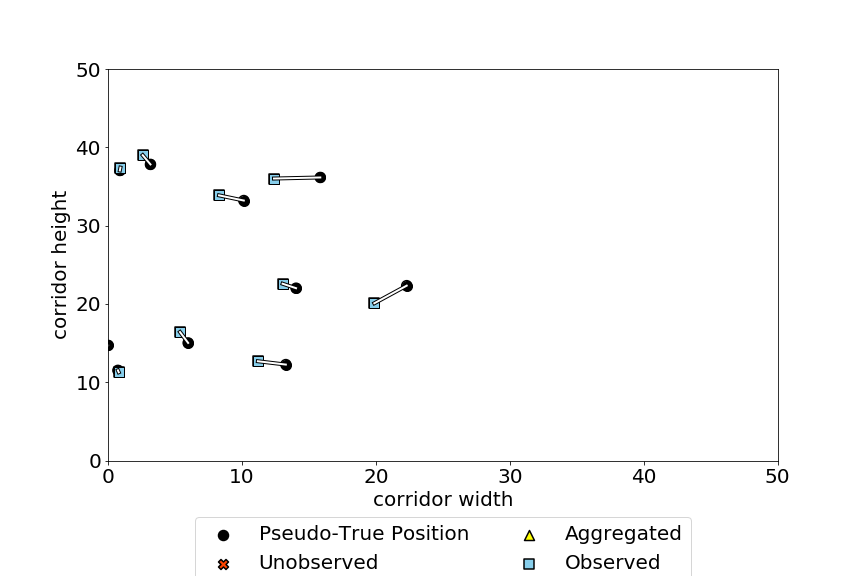 50
40
30
20
10
0
corridor height
0 10 20 30 40 50
corridor width
Pseudo-True Position Aggregated
Unobserved Observed